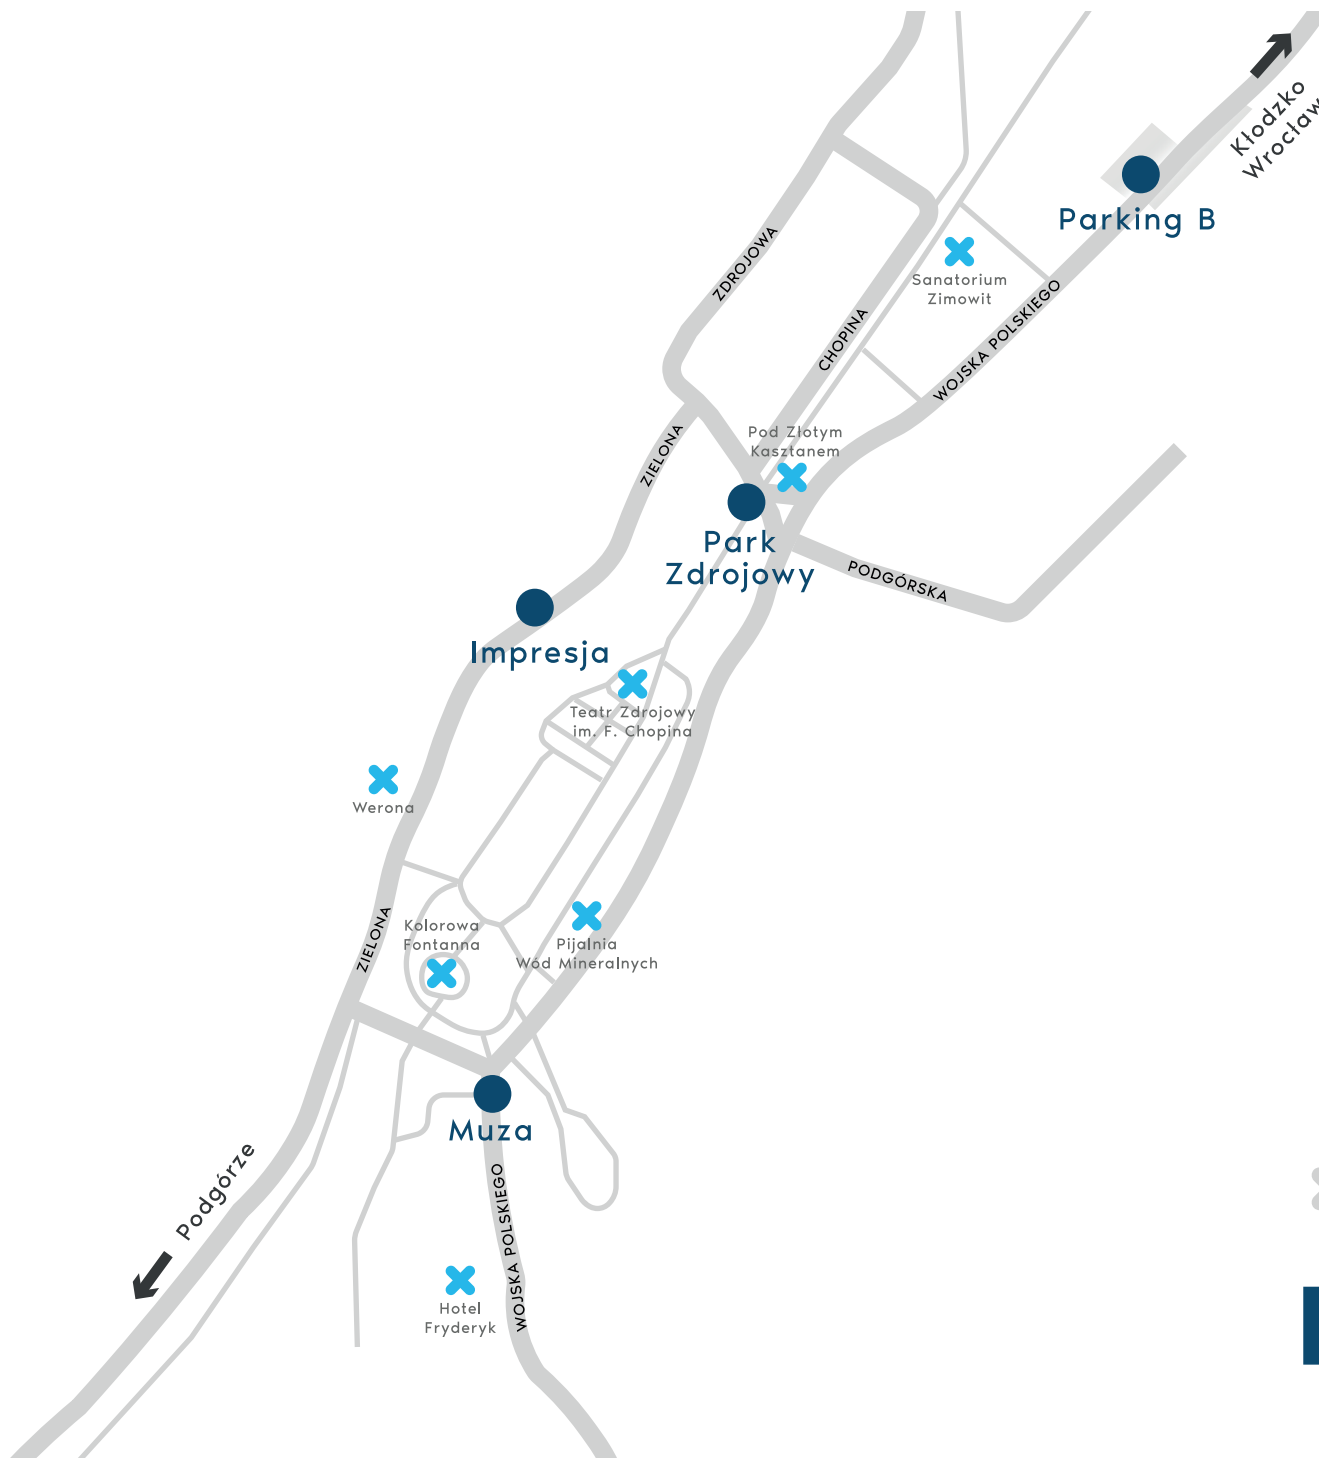 Kłodzko
Wrocław
Parking B
ZDROJOWA
Sanatorium
Zimowit
CHOPINA
WOJSKA POLSKIEGO
Pod Złotym
Kasztanem
ZIELONA
Park
Zdrojowy
PODGÓRSKA
Impresja
Teatr Zdrojowy
im. F. Chopina
Werona
ZIELONA
Kolorowa
Fontanna
Pijalnia
Wód Mineralnych
Muza
Podgórze
WOJSKA POLSKIEGO
Hotel
Fryderyk